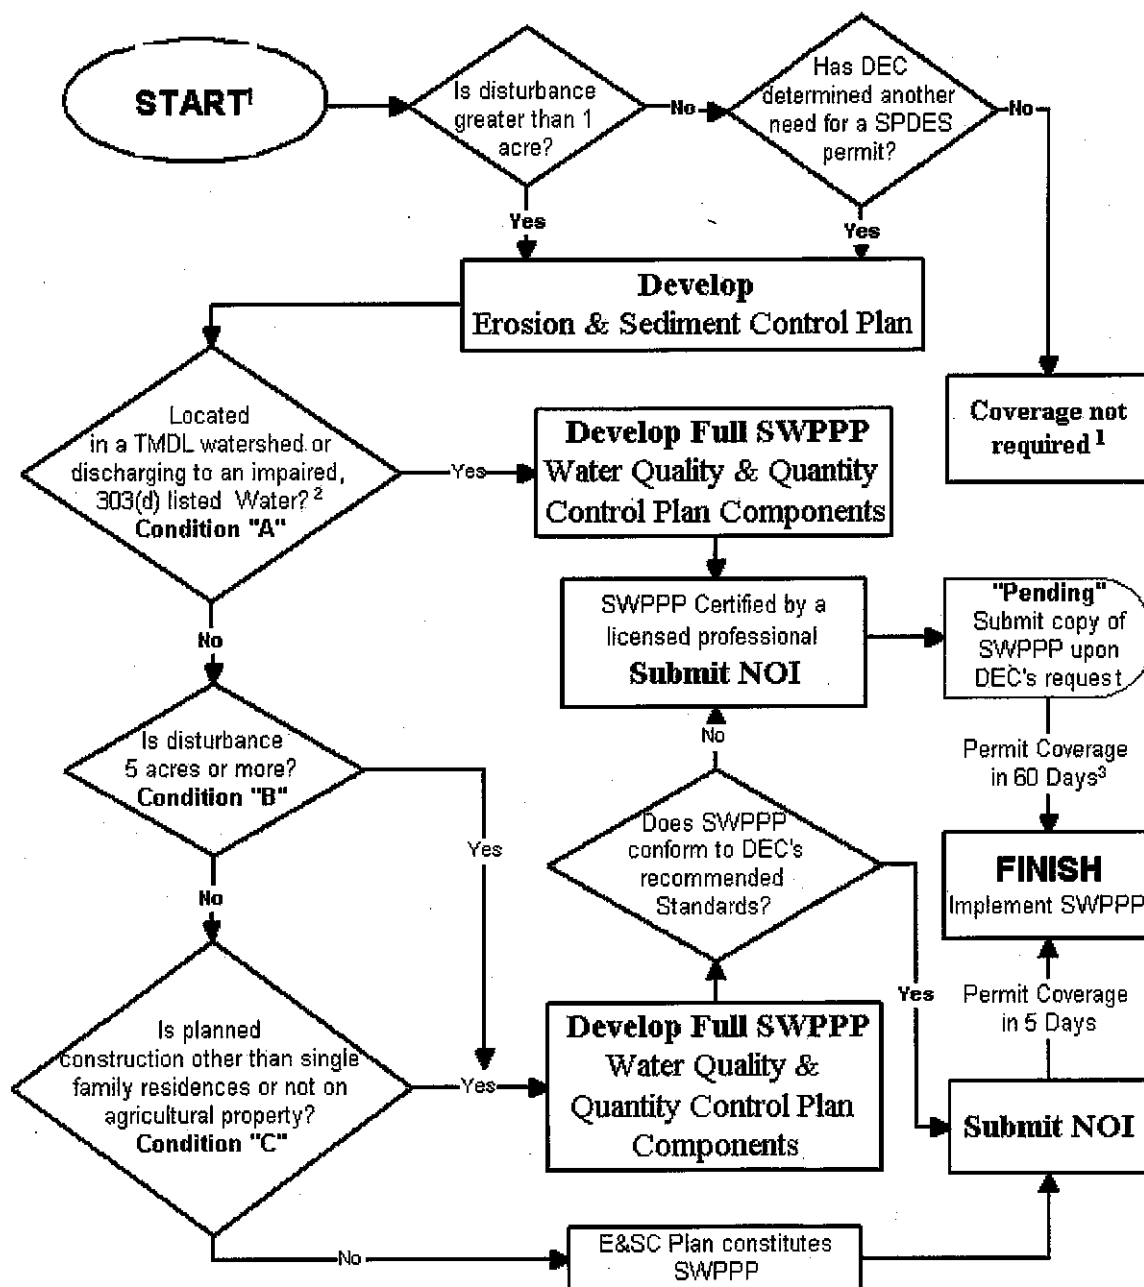 START¹
Is disturbance
greater than 1
acre?
No
Has DEC
determined another
need for a SPDES
permit?
No
Yes
Yes
Develop
Erosion & Sediment Control Plan
Coverage not
required ¹
Located
in a TMDL watershed or
discharging to an impaired,
303(d) listed Water? ²
Condition "A"
Yes
Develop Full SWPPP
Water Quality & Quantity
Control Plan Components
No
SWPPP Certified by a
licensed professional
Submit NOI
"Pending"
Submit copy of
SWPPP upon
DEC's request
No
Permit Coverage
in 60 Days³
Is disturbance
5 acres or more?
Condition "B"
Yes
Does SWPPP
conform to DEC's
recommended
Standards?
FINISH
Implement SWPPP
No
Yes
Permit Coverage
in 5 Days
Is planned
construction other than single
family residences or not on
agricultural property?
Condition "C"
Yes
Develop Full SWPPP
Water Quality &
Quantity Control Plan
Components
Submit NOI
No
E&SC Plan constitutes
SWPPP